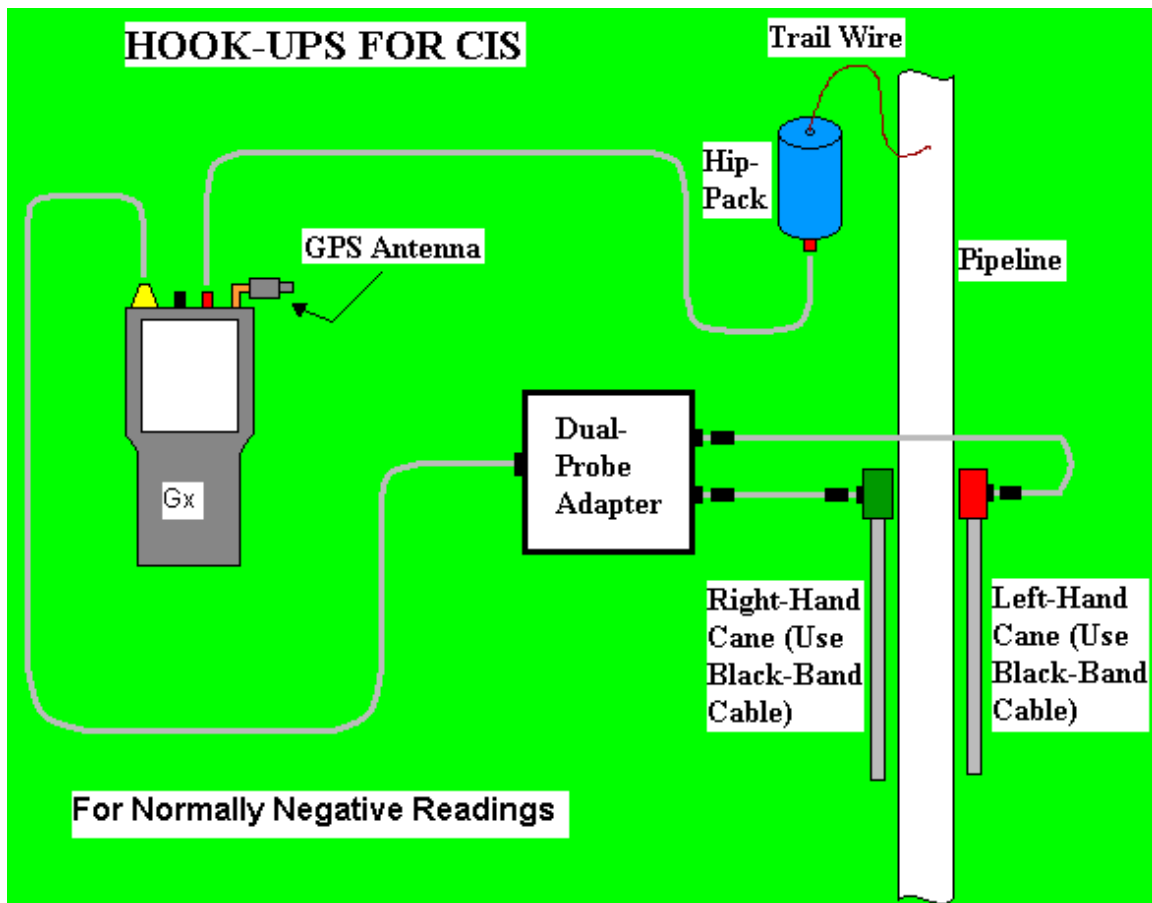 HOOK-UPS FOR CIS
Trail Wire
Hip-
Pack
GPS Antenna
Pipeline
Dual-
Probe
Adapter
Gx
Right-Hand
Cane (Use
Black-Band
Cable)
Left-Hand
Cane (Use
Black-Band
Cable)
For Normally Negative Readings